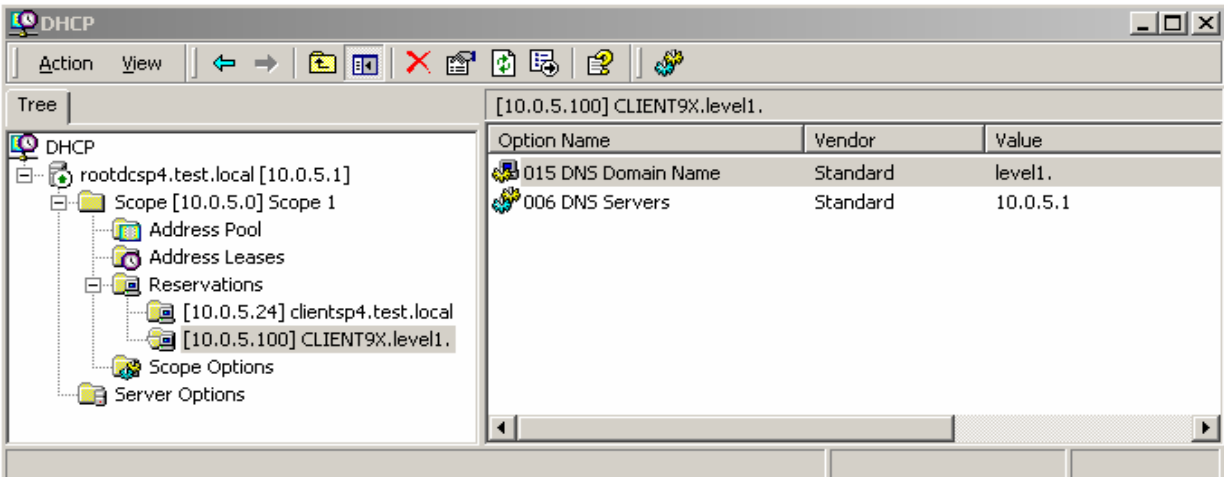 DHCP
Action View
Tree
[10.0.5.100] CLIENT9X.level1.
DHCP
rootdcsp4.test.local [10.0.5.1]
Scope [10.0.5.0] Scope 1
Address Pool
Address Leases
Reservations
[10.0.5.24] clientsp4.test.local
[10.0.5.100] CLIENT9X.level1.
Scope Options
Server Options
Option Name Vendor Value
015 DNS Domain Name Standard level1.
006 DNS Servers Standard 10.0.5.1